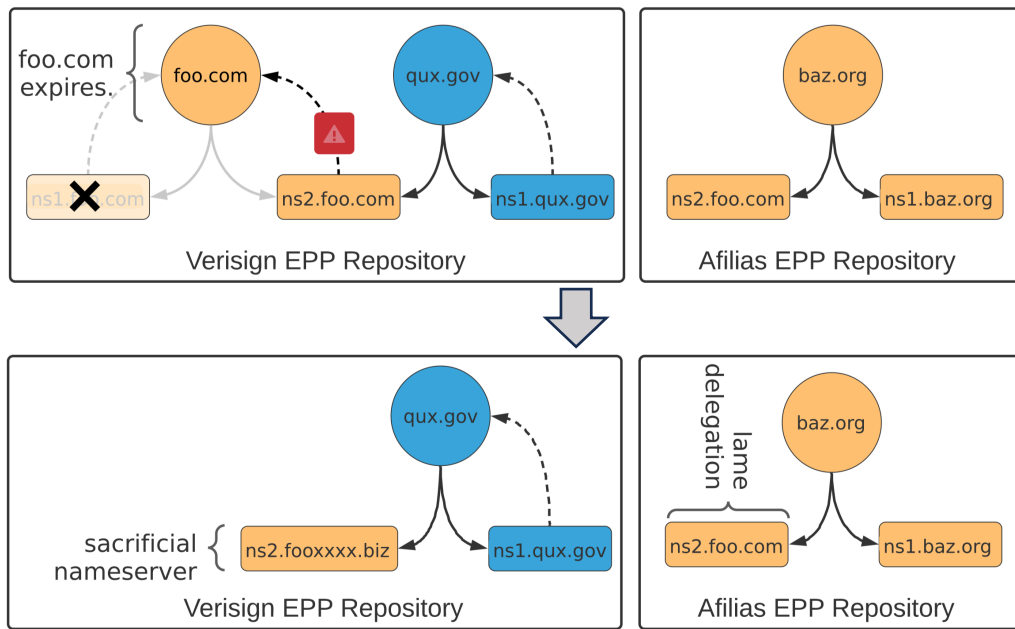 foo.com
expires.
foo.com
qux.gov
ns1.foo.com
ns2.foo.com
ns1.qux.gov
Verisign EPP Repository
baz.org
ns2.foo.com
ns1.baz.org
Afilias EPP Repository
qux.gov
sacrificial
nameserver
ns2.fooxxxx.biz
ns1.qux.gov
Verisign EPP Repository
lame
delegation
baz.org
ns2.foo.com
ns1.baz.org
Afilias EPP Repository